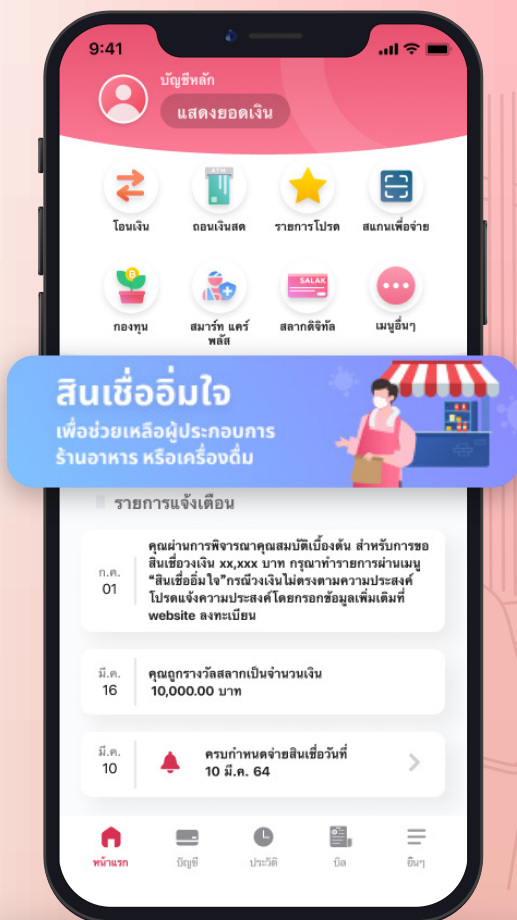 9:41
บัญชีหลัก
แสดงยอดเงิน
ATM
โอนเงิน ถอนเงินสด รายการโปรด สแกนเพื่อจ่าย
SALAK
กองทุน สมาร์ท แคร์ พลัส สลากดิจิทัล เมนูอื่นๆ
สินเชื่ออิ่มใจ
เพื่อช่วยเหลือผู้ประกอบการ
ร้านอาหาร หรือเครื่องดื่ม
รายการแจ้งเตือน
ก.ค.
01
คุณผ่านการพิจารณาคุณสมบัติเบื้องต้น สำหรับการขอ
สินเชื่อวงเงิน xx,xxx บาท กรุณาทำรายการผ่านเมนู
“สินเชื่ออิ่มใจ”กรณีวงเงินไม่ตรงตามความประสงค์
โปรดแจ้งความประสงค์โดยกรอกข้อมูลเพิ่มเติมที่
website ลงทะเบียน
มี.ค.
16
คุณถูกรางวัลสลากเป็นจำนวนเงิน
10,000.00 บาท
มี.ค.
10
ครบกำหนดจ่ายสินเชื่อวันที่
10 มี.ค. 64
หน้าแรก บัญชี ประวัติ บิล อื่นๆ